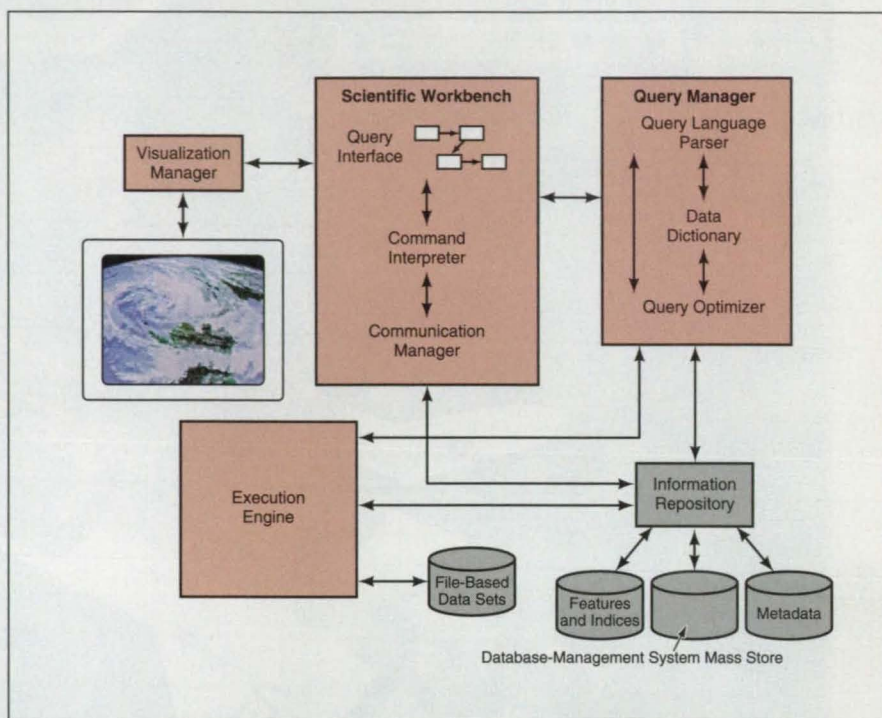 Scientific Workbench
Query
Interface
Command
Interpreter
Communication
Manager
Query Manager
Query Language
Parser
Data
Dictionary
Query Optimizer
Visualization
Manager
Execution
Engine
File-Based
Data Sets
Information
Repository
Features
and Indices
Metadata
Database-Management System Mass Store